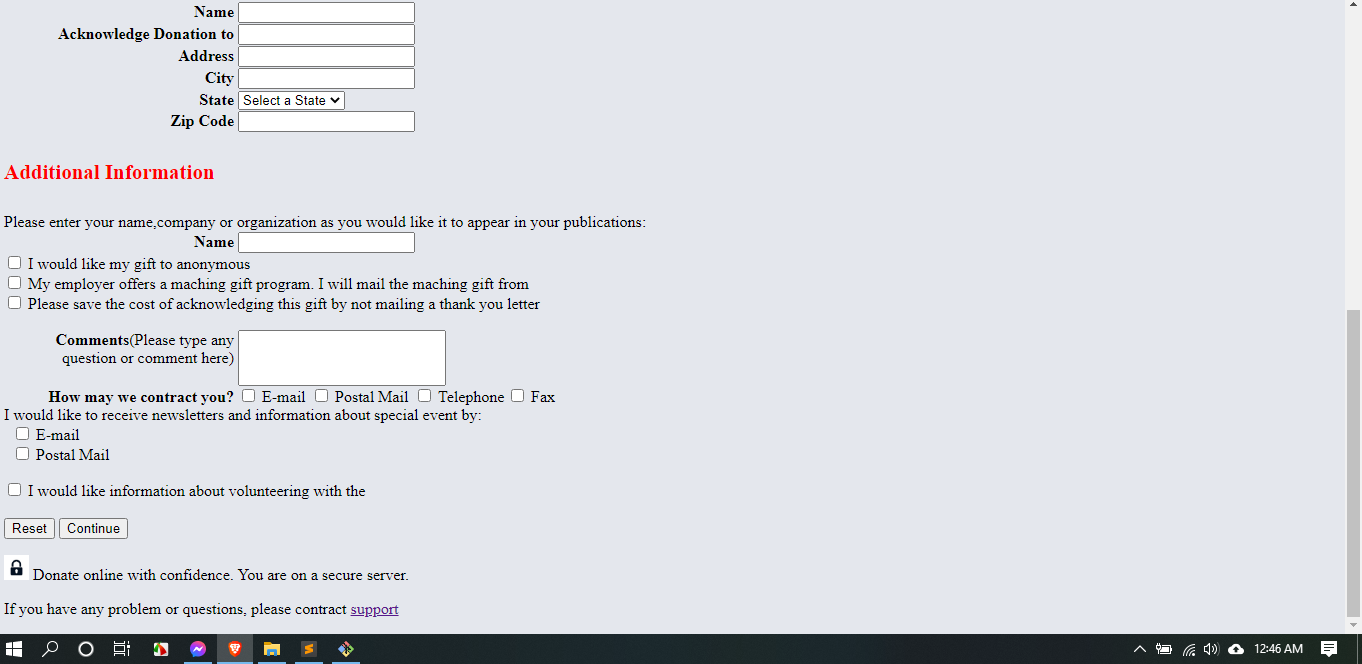 Name
Acknowledge Donation to
Address
City
State Select a State
Zip Code
Additional Information
Please enter your name,company or organization as you would like it to appear in your publications:
Name
I would like my gift to anonymous
My employer offers a maching gift program. I will mail the maching gift from
Please save the cost of acknowledging this gift by not mailing a thank you letter
Comments(Please type any
question or comment here)
How may we contract you? E-mail Postal Mail Telephone Fax
I would like to receive newsletters and information about special event by:
E-mail
Postal Mail
I would like information about volunteering with the
Reset Continue
Donate online with confidence. You are on a secure server.
If you have any problem or questions, please contract support
12:46 AM